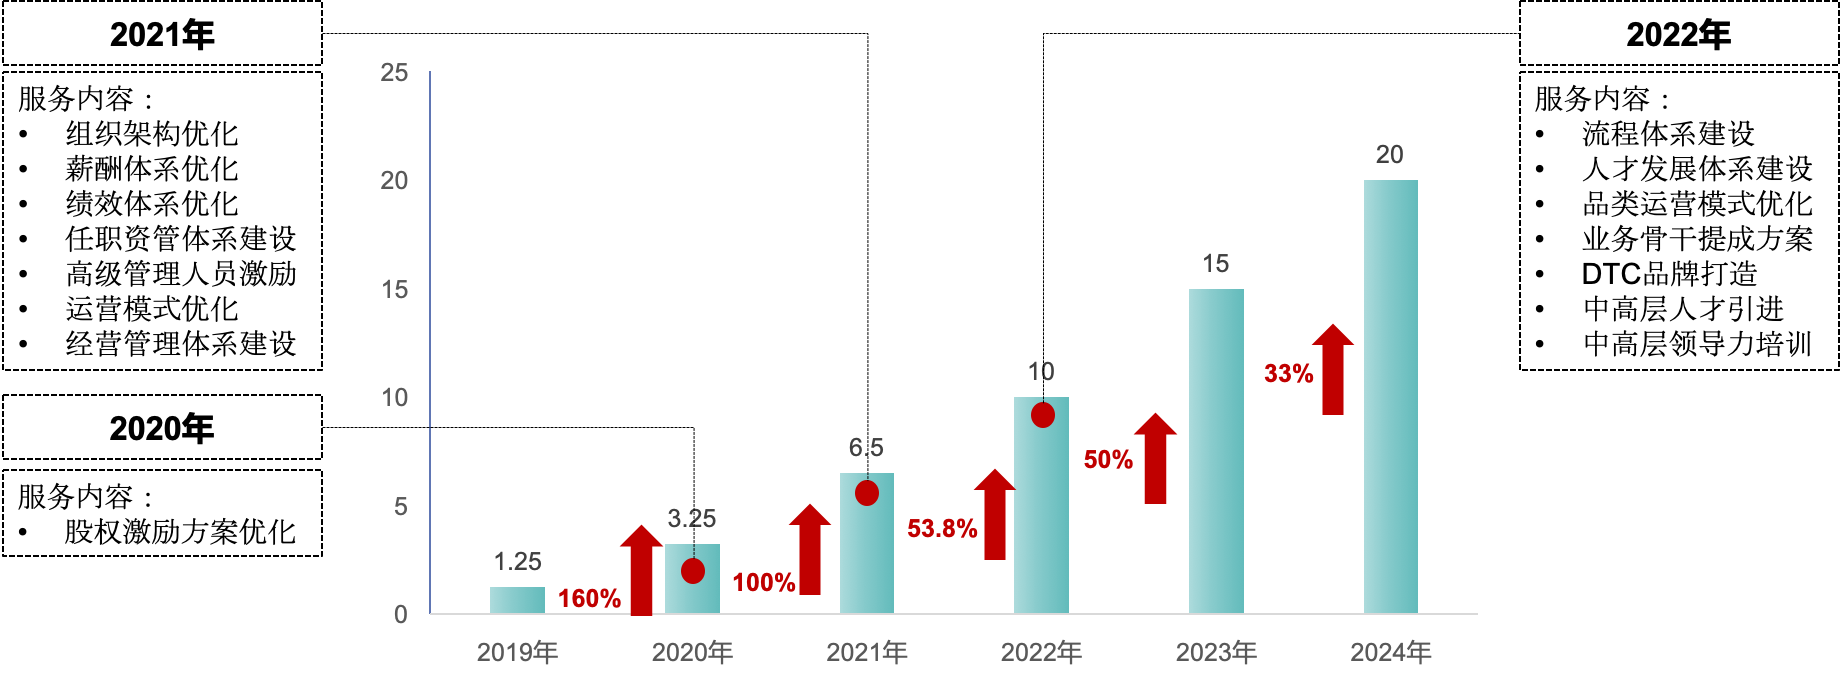 2021年
服务内容：
• 组织架构优化
• 薪酬体系优化
• 绩效体系优化
• 任职资管体系建设
• 高级管理人员激励
• 运营模式优化
• 经营管理体系建设
2020年
服务内容：
• 股权激励方案优化
25
20
15
10
5
0
1.25
3.25
6.5
10
15
20
160%
100%
53.8%
50%
33%
2019年
2020年
2021年
2022年
2023年
2024年
2022年
服务内容：
• 流程体系建设
• 人才发展体系建设
• 品类运营模式优化
• 业务骨干提成方案
• DTC品牌打造
• 中高层人才引进
• 中高层领导力培训